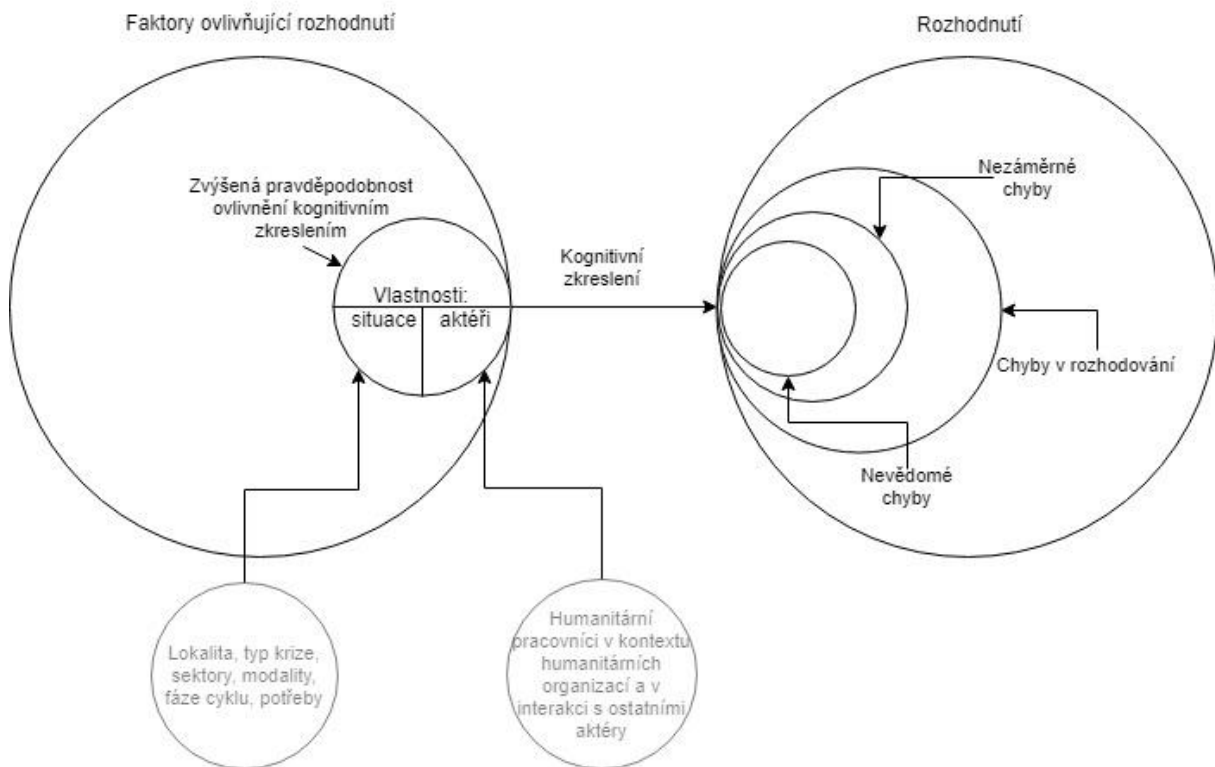 Faktory ovlivňující rozhodnutí
Rozhodnutí
Zvýšená pravděpodobnost
ovlivnění kognitivním
zkreslením
Vlastnosti:
situace
aktéři
Kognitivní
zkreslení
Nezáměrné
chyby
Chyby v rozhodování
Nevědomé
chyby
Lokalita, typ krize,
sektory, modality,
fáze cyklu, potřeby
Humanitární
pracovníci v kontextu
humanitárních
organizací a v
interakci s ostatními
aktéry